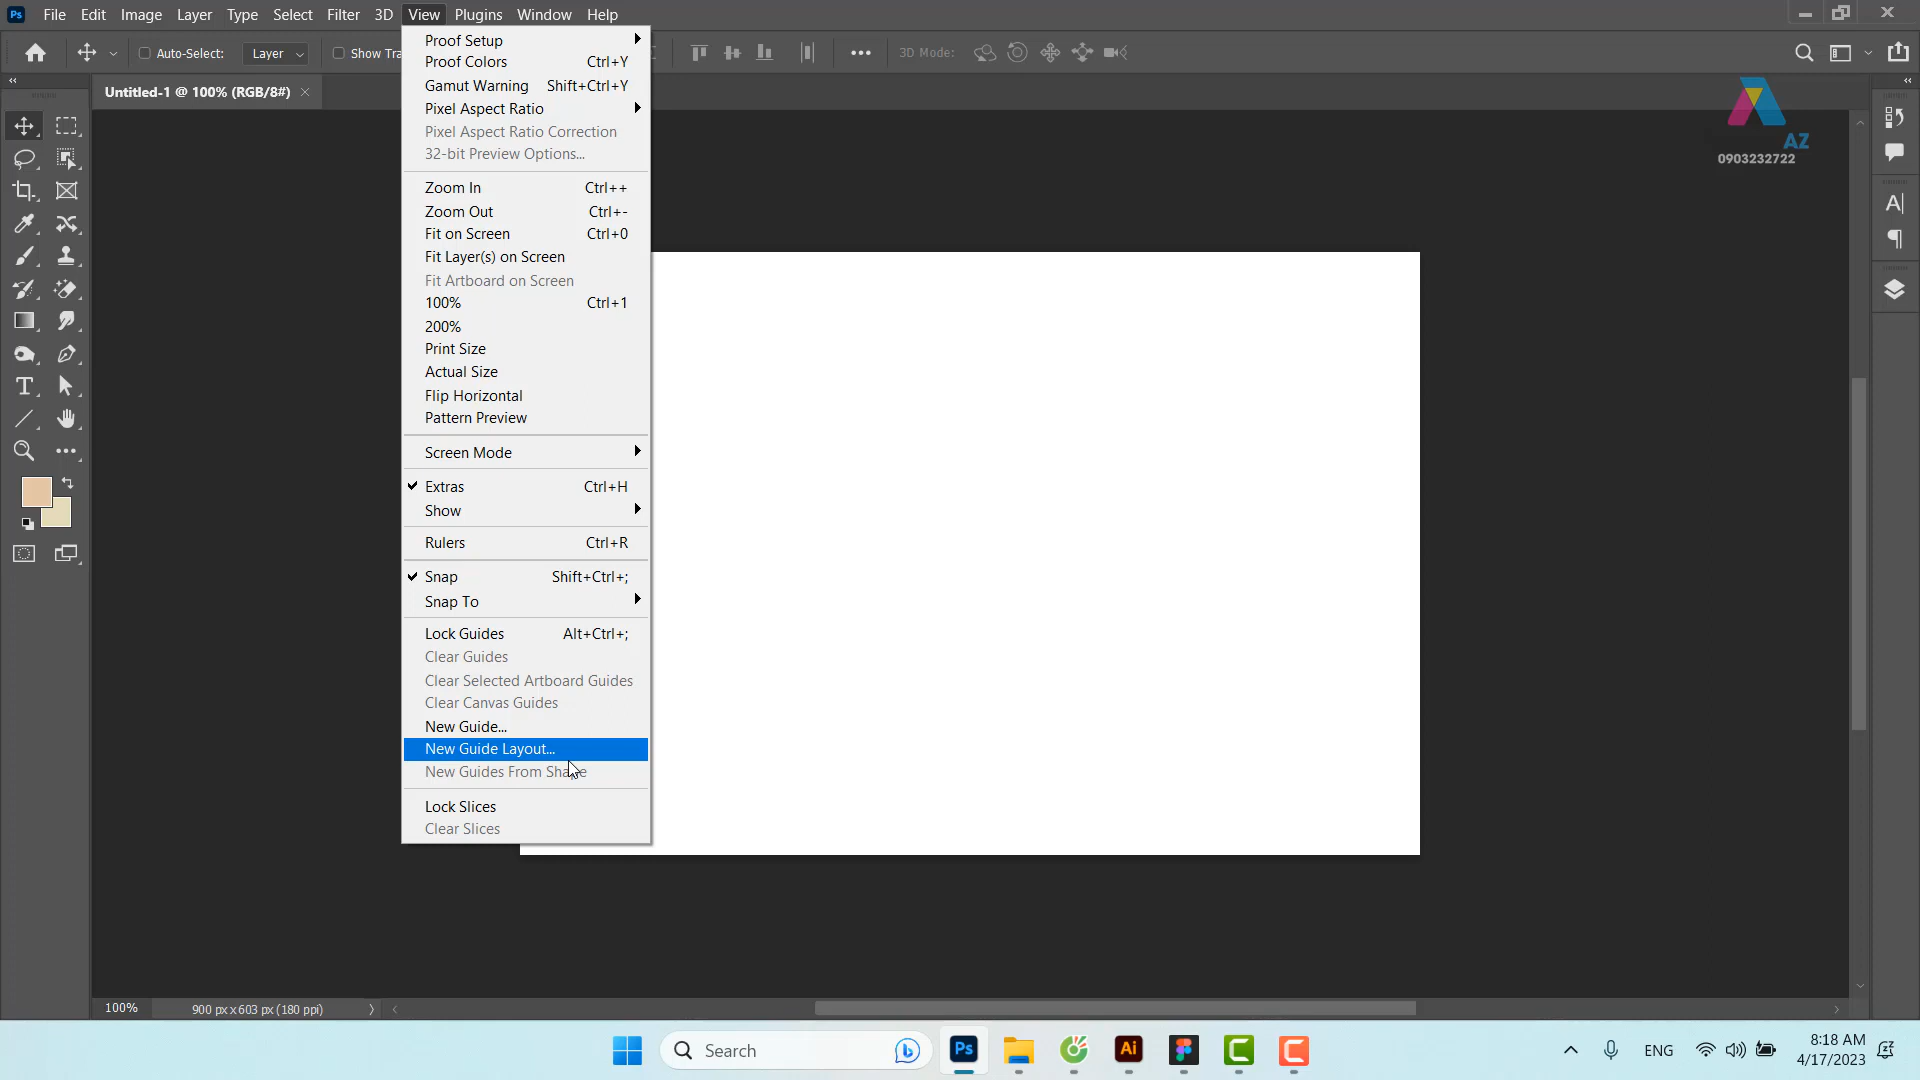 Ps File Edit Image Layer Type Select Filter 3D View Plugins Window Help
Auto-Select: Layer Show Tra 3D Mode:
Untitled-1 @ 100% (RGB/8#)
Proof Setup
Proof Colors Ctrl+Y
Gamut Warning Shift+Ctrl+Y
Pixel Aspect Ratio
Pixel Aspect Ratio Correction
32-bit Preview Options...
Zoom In Ctrl++
Zoom Out Ctrl+-
Fit on Screen Ctrl+0
Fit Layer(s) on Screen
Fit Artboard on Screen
100% Ctrl+1
200%
Print Size
Actual Size
Flip Horizontal
Pattern Preview
Screen Mode
Extras Ctrl+H
Show
Rulers Ctrl+R
Snap Shift+Ctrl+;
Snap To
Lock Guides Alt+Ctrl+;
Clear Guides
Clear Selected Artboard Guides
Clear Canvas Guides
New Guide...
New Guide Layout...
New Guides From Shape
Lock Slices
Clear Slices
AZ
0903232722
100% 900 px x 603 px (180 ppi)
Search
Ps
Ai
ENG
8:18 AM
4/17/2023